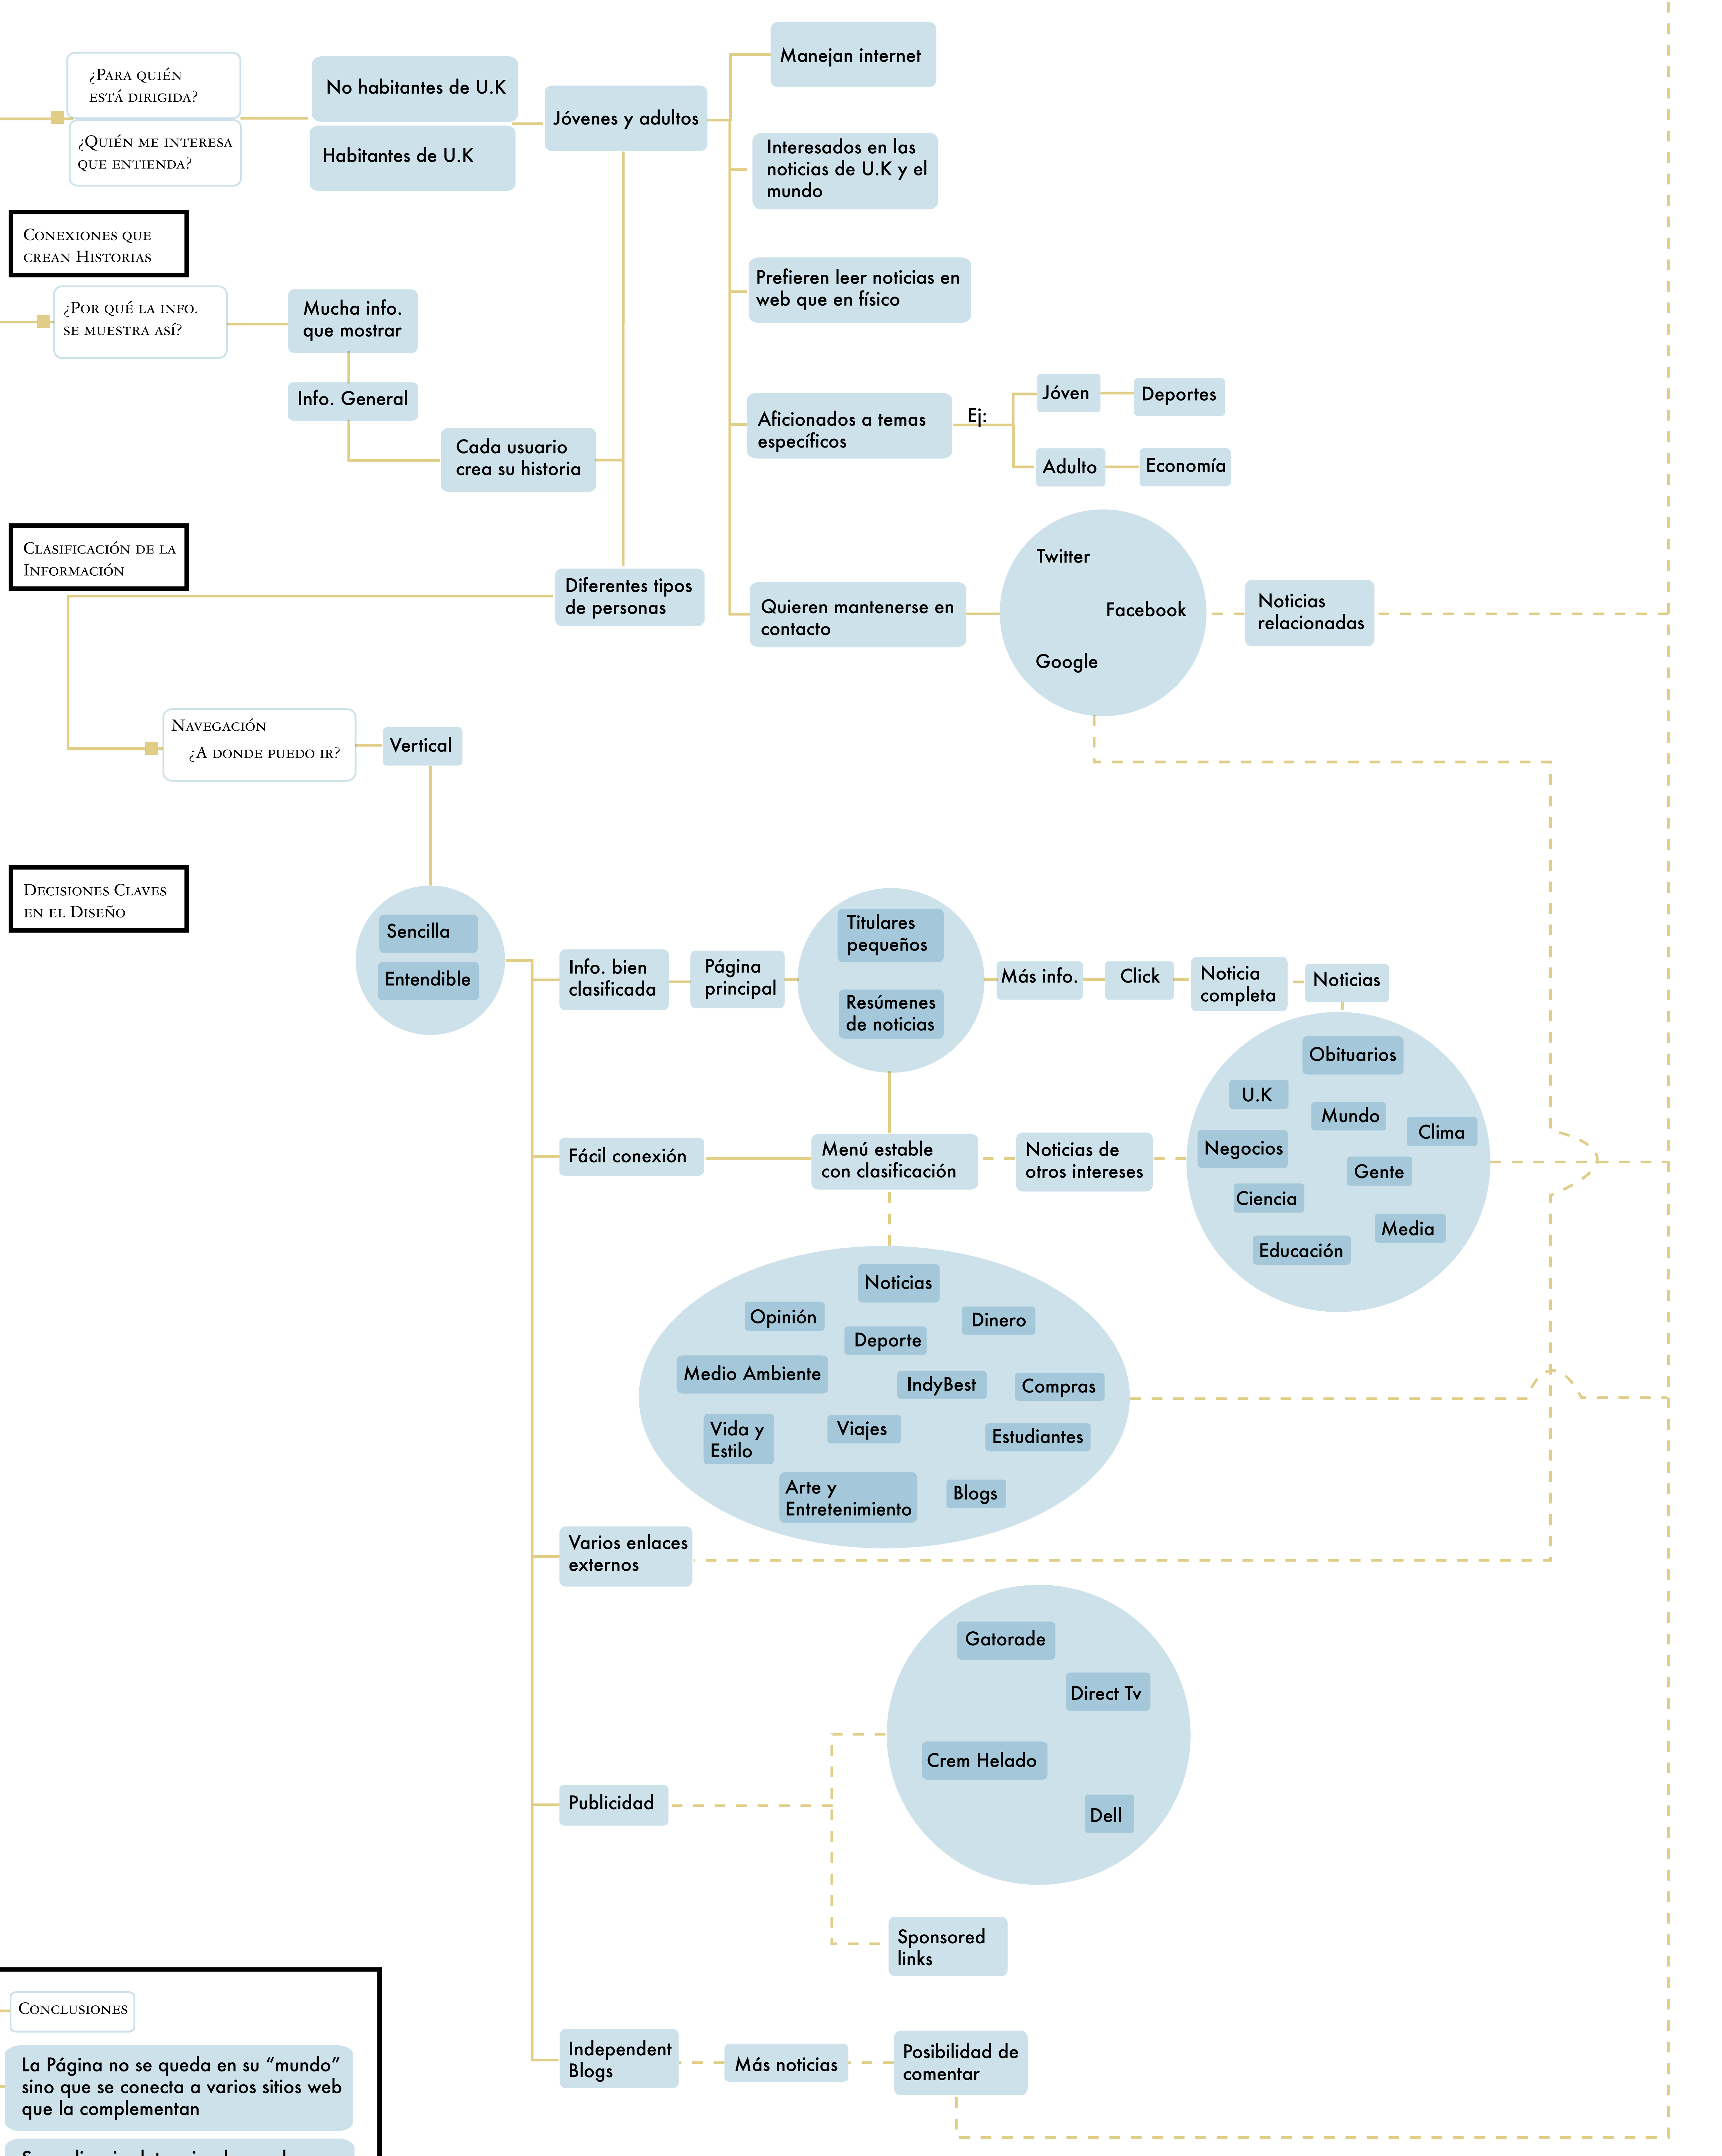 ¿Para quién
está dirigida?
¿Quién me interesa
que entienda?
No habitantes de U.K
Habitantes de U.K
Jóvenes y adultos
Manejan internet
Interesados en las
noticias de U.K y el
mundo
Prefieren leer noticias en
web que en físico
Aficionados a temas
específicos
Ej:
Jóven
Deportes
Adulto
Economía
Quieren mantenerse en
contacto
Twitter
Facebook
Google
Noticias
relacionadas
Conexiones que
crean Historias
¿Por qué la info.
se muestra así?
Mucha info.
que mostrar
Info. General
Cada usuario
crea su historia
Clasificación de la
Información
Diferentes tipos
de personas
Navegación
¿A donde puedo ir?
Vertical
Decisiones Claves
en el Diseño
Sencilla
Entendible
Info. bien
clasificada
Página
principal
Titulares
pequeños
Resúmenes
de noticias
Más info.
Click
Noticia
completa
Noticias
Obituarios
U.K
Mundo
Clima
Negocios
Gente
Ciencia
Media
Educación
Fácil conexión
Menú estable
con clasificación
Noticias de
otros intereses
Noticias
Opinión
Dinero
Deporte
Medio Ambiente
IndyBest
Compras
Vida y
Estilo
Viajes
Estudiantes
Arte y
Entretenimiento
Blogs
Varios enlaces
externos
Gatorade
Direct Tv
Crem Helado
Dell
Publicidad
Sponsored
links
Independent
Blogs
Más noticias
Posibilidad de
comentar
Conclusiones
La Página no se queda en su “mundo”
sino que se conecta a varios sitios web
que la complementan